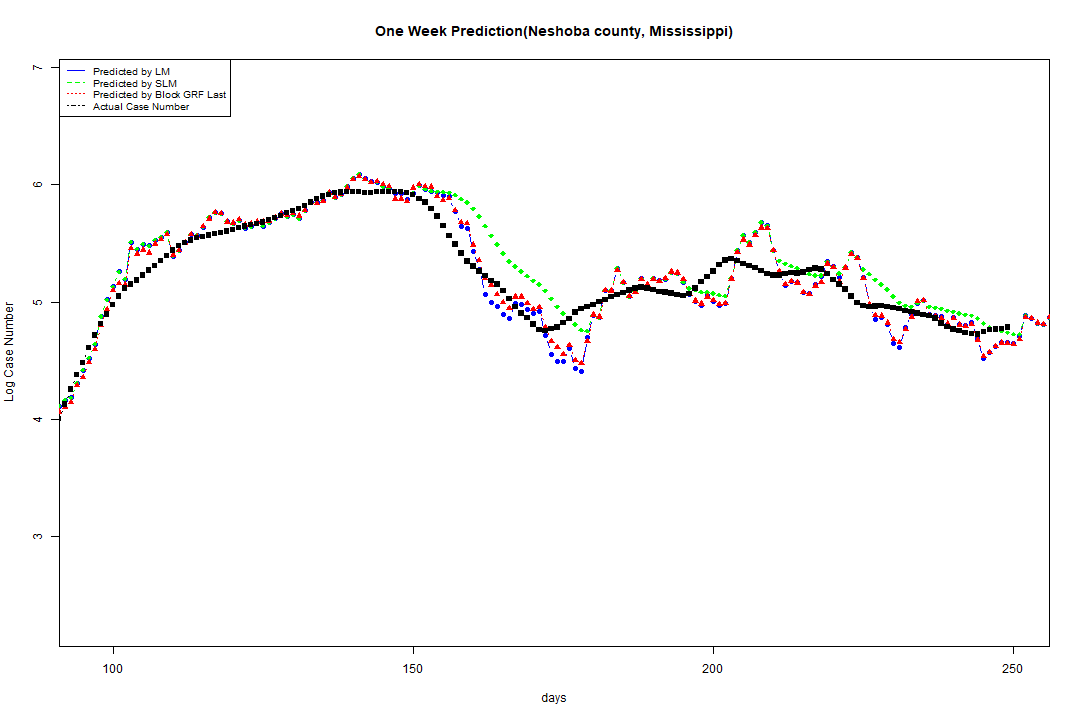 One Week Prediction(Neshoba county, Mississippi)
Predicted by LM
Predicted by SLM
Predicted by Block GRF Last
Actual Case Number
7
6
5
4
3
Log Case Number
100 150 200 250
days